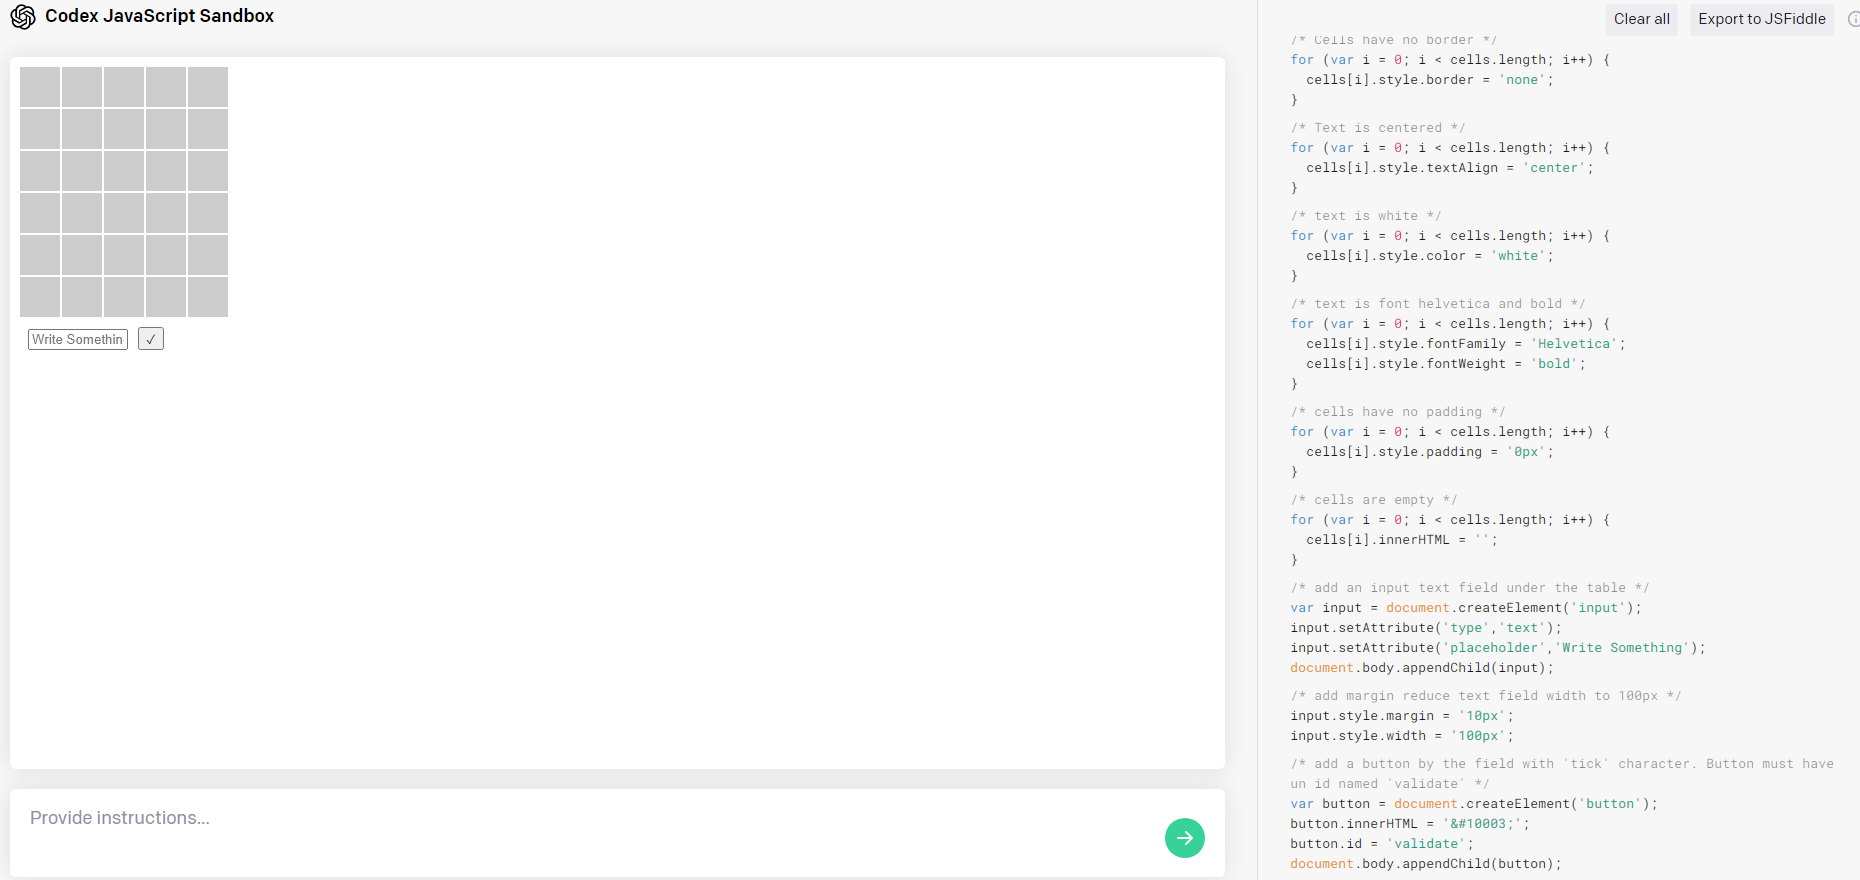 Codex JavaScript Sandbox
Write Somethin
✓
Provide instructions...
Clear all
Export to JSFiddle
/* Cells have no border */
for (var i = 0; i < cells.length; i++) {
  cells[i].style.border = 'none';
}
/* Text is centered */
for (var i = 0; i < cells.length; i++) {
  cells[i].style.textAlign = 'center';
}
/* text is white */
for (var i = 0; i < cells.length; i++) {
  cells[i].style.color = 'white';
}
/* text is font helvetica and bold */
for (var i = 0; i < cells.length; i++) {
  cells[i].style.fontFamily = 'Helvetica';
  cells[i].style.fontWeight = 'bold';
}
/* cells have no padding */
for (var i = 0; i < cells.length; i++) {
  cells[i].style.padding = '0px';
}
/* cells are empty */
for (var i = 0; i < cells.length; i++) {
  cells[i].innerHTML = '';
}
/* add an input text field under the table */
var input = document.createElement('input');
input.setAttribute('type','text');
input.setAttribute('placeholder','Write Something');
document.body.appendChild(input);
/* add margin reduce text field width to 100px */
input.style.margin = '10px';
input.style.width = '100px';
/* add a button by the field with 'tick' character. Button must have
un id named 'validate' */
var button = document.createElement('button');
button.innerHTML = '&#10003;';
button.id = 'validate';
document.body.appendChild(button);